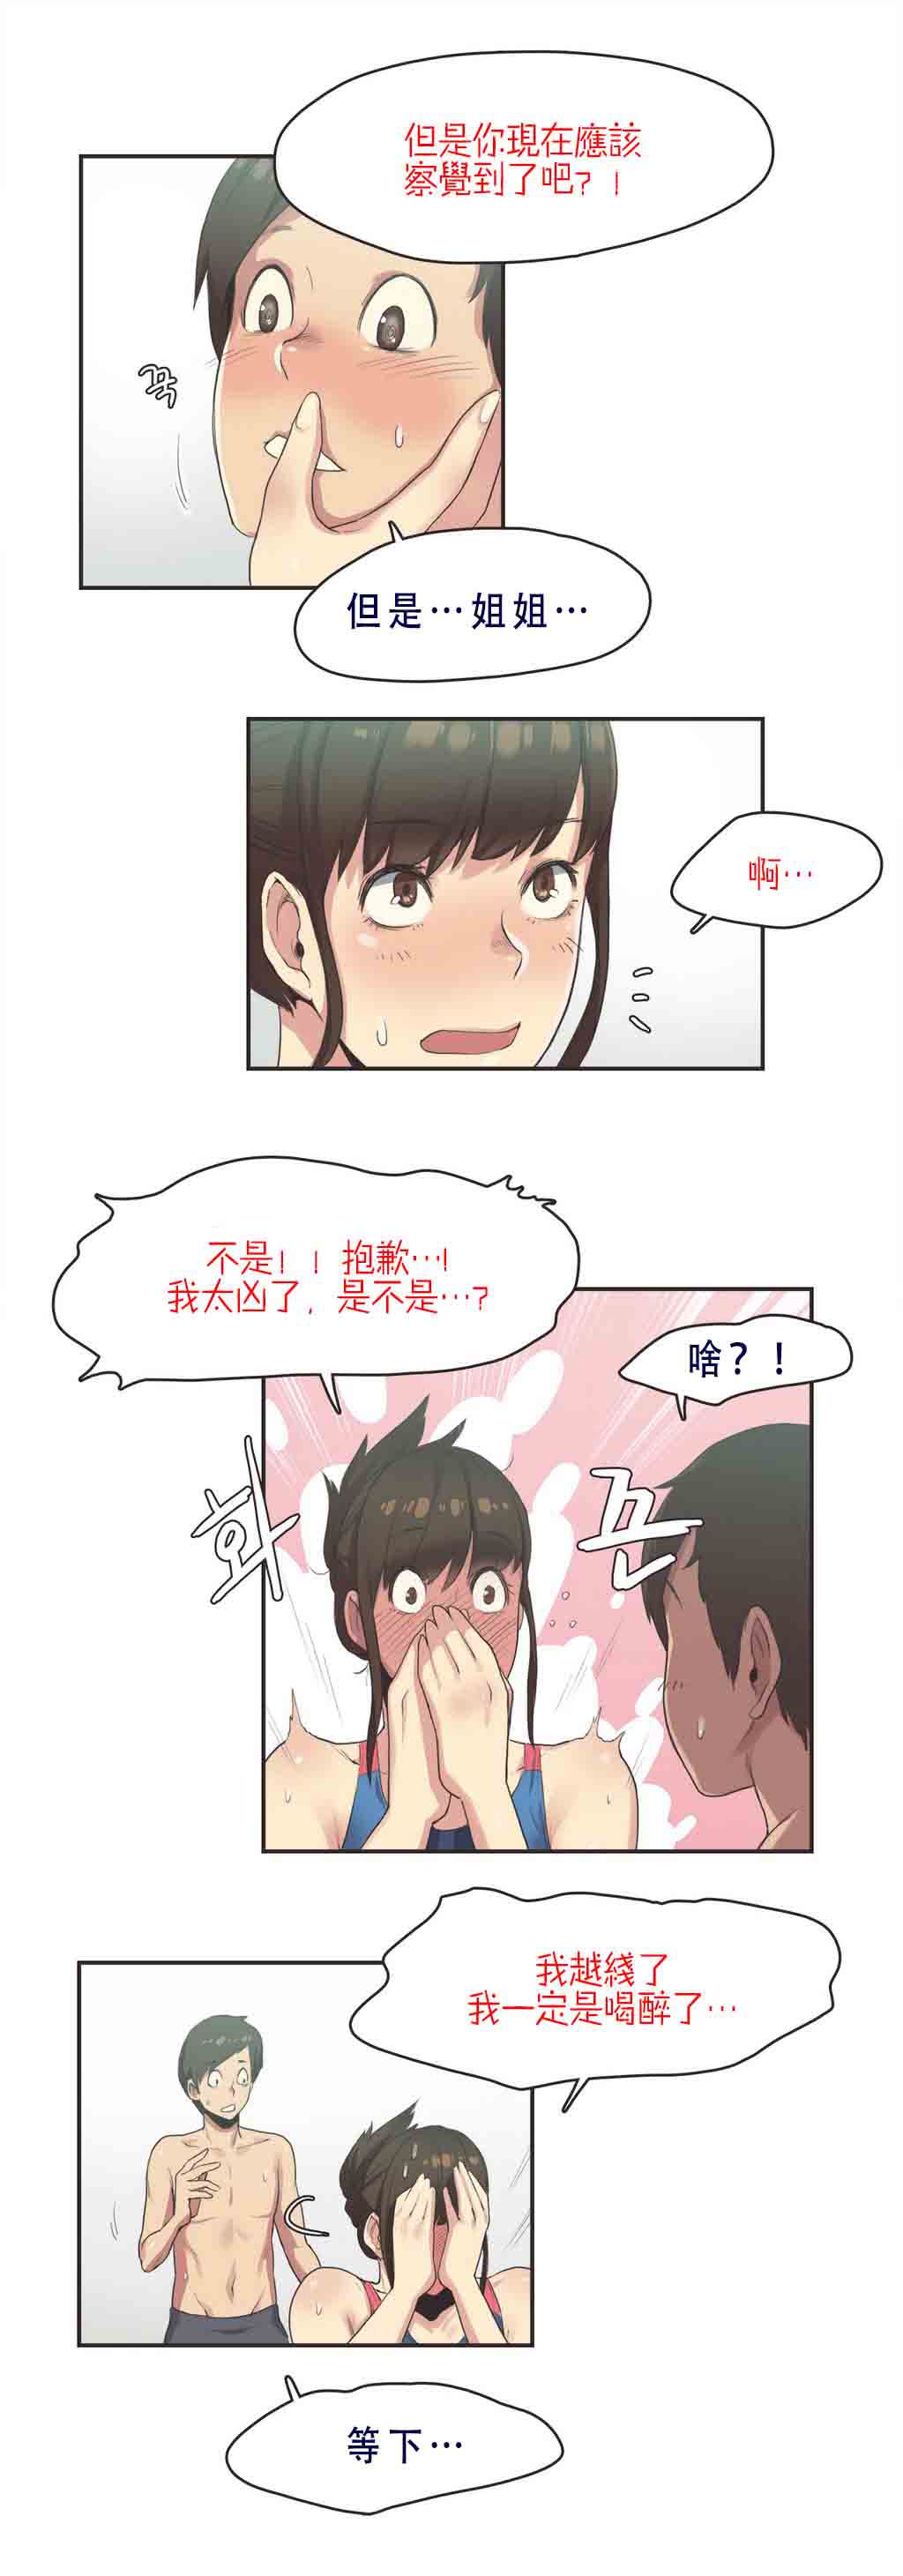 但是你現在應該
察覺到了吧？！
꽉
但是…姐姐…
啊…
不是！！抱歉…！
我太凶了，是不是…？
啥？！
화
끈
我越綫了
我一定是喝醉了…
等下…